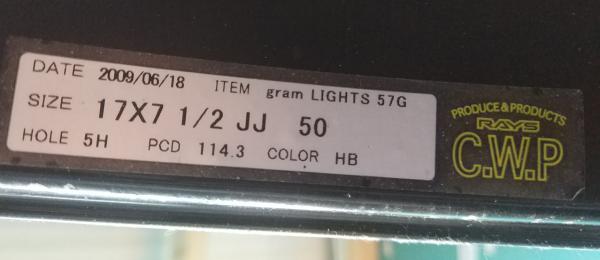 DATE 2009/06/18 ITEM gram LIGHTS 57G
SIZE 17X7 1/2 JJ 50
HOLE 5H PCD 114.3 COLOR HB
PRODUCE&PRODUCTS
RAYS
C.W.P